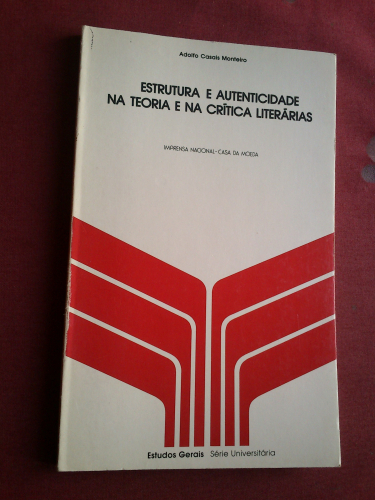 Adolfo Casais Monteiro
ESTRUTURA E AUTENTICIDADE
NA TEORIA E NA CRÍTICA LITERÁRIAS
IMPRENSA NACIONAL-CASA DA MOEDA
Estudos Gerais Série Universitária